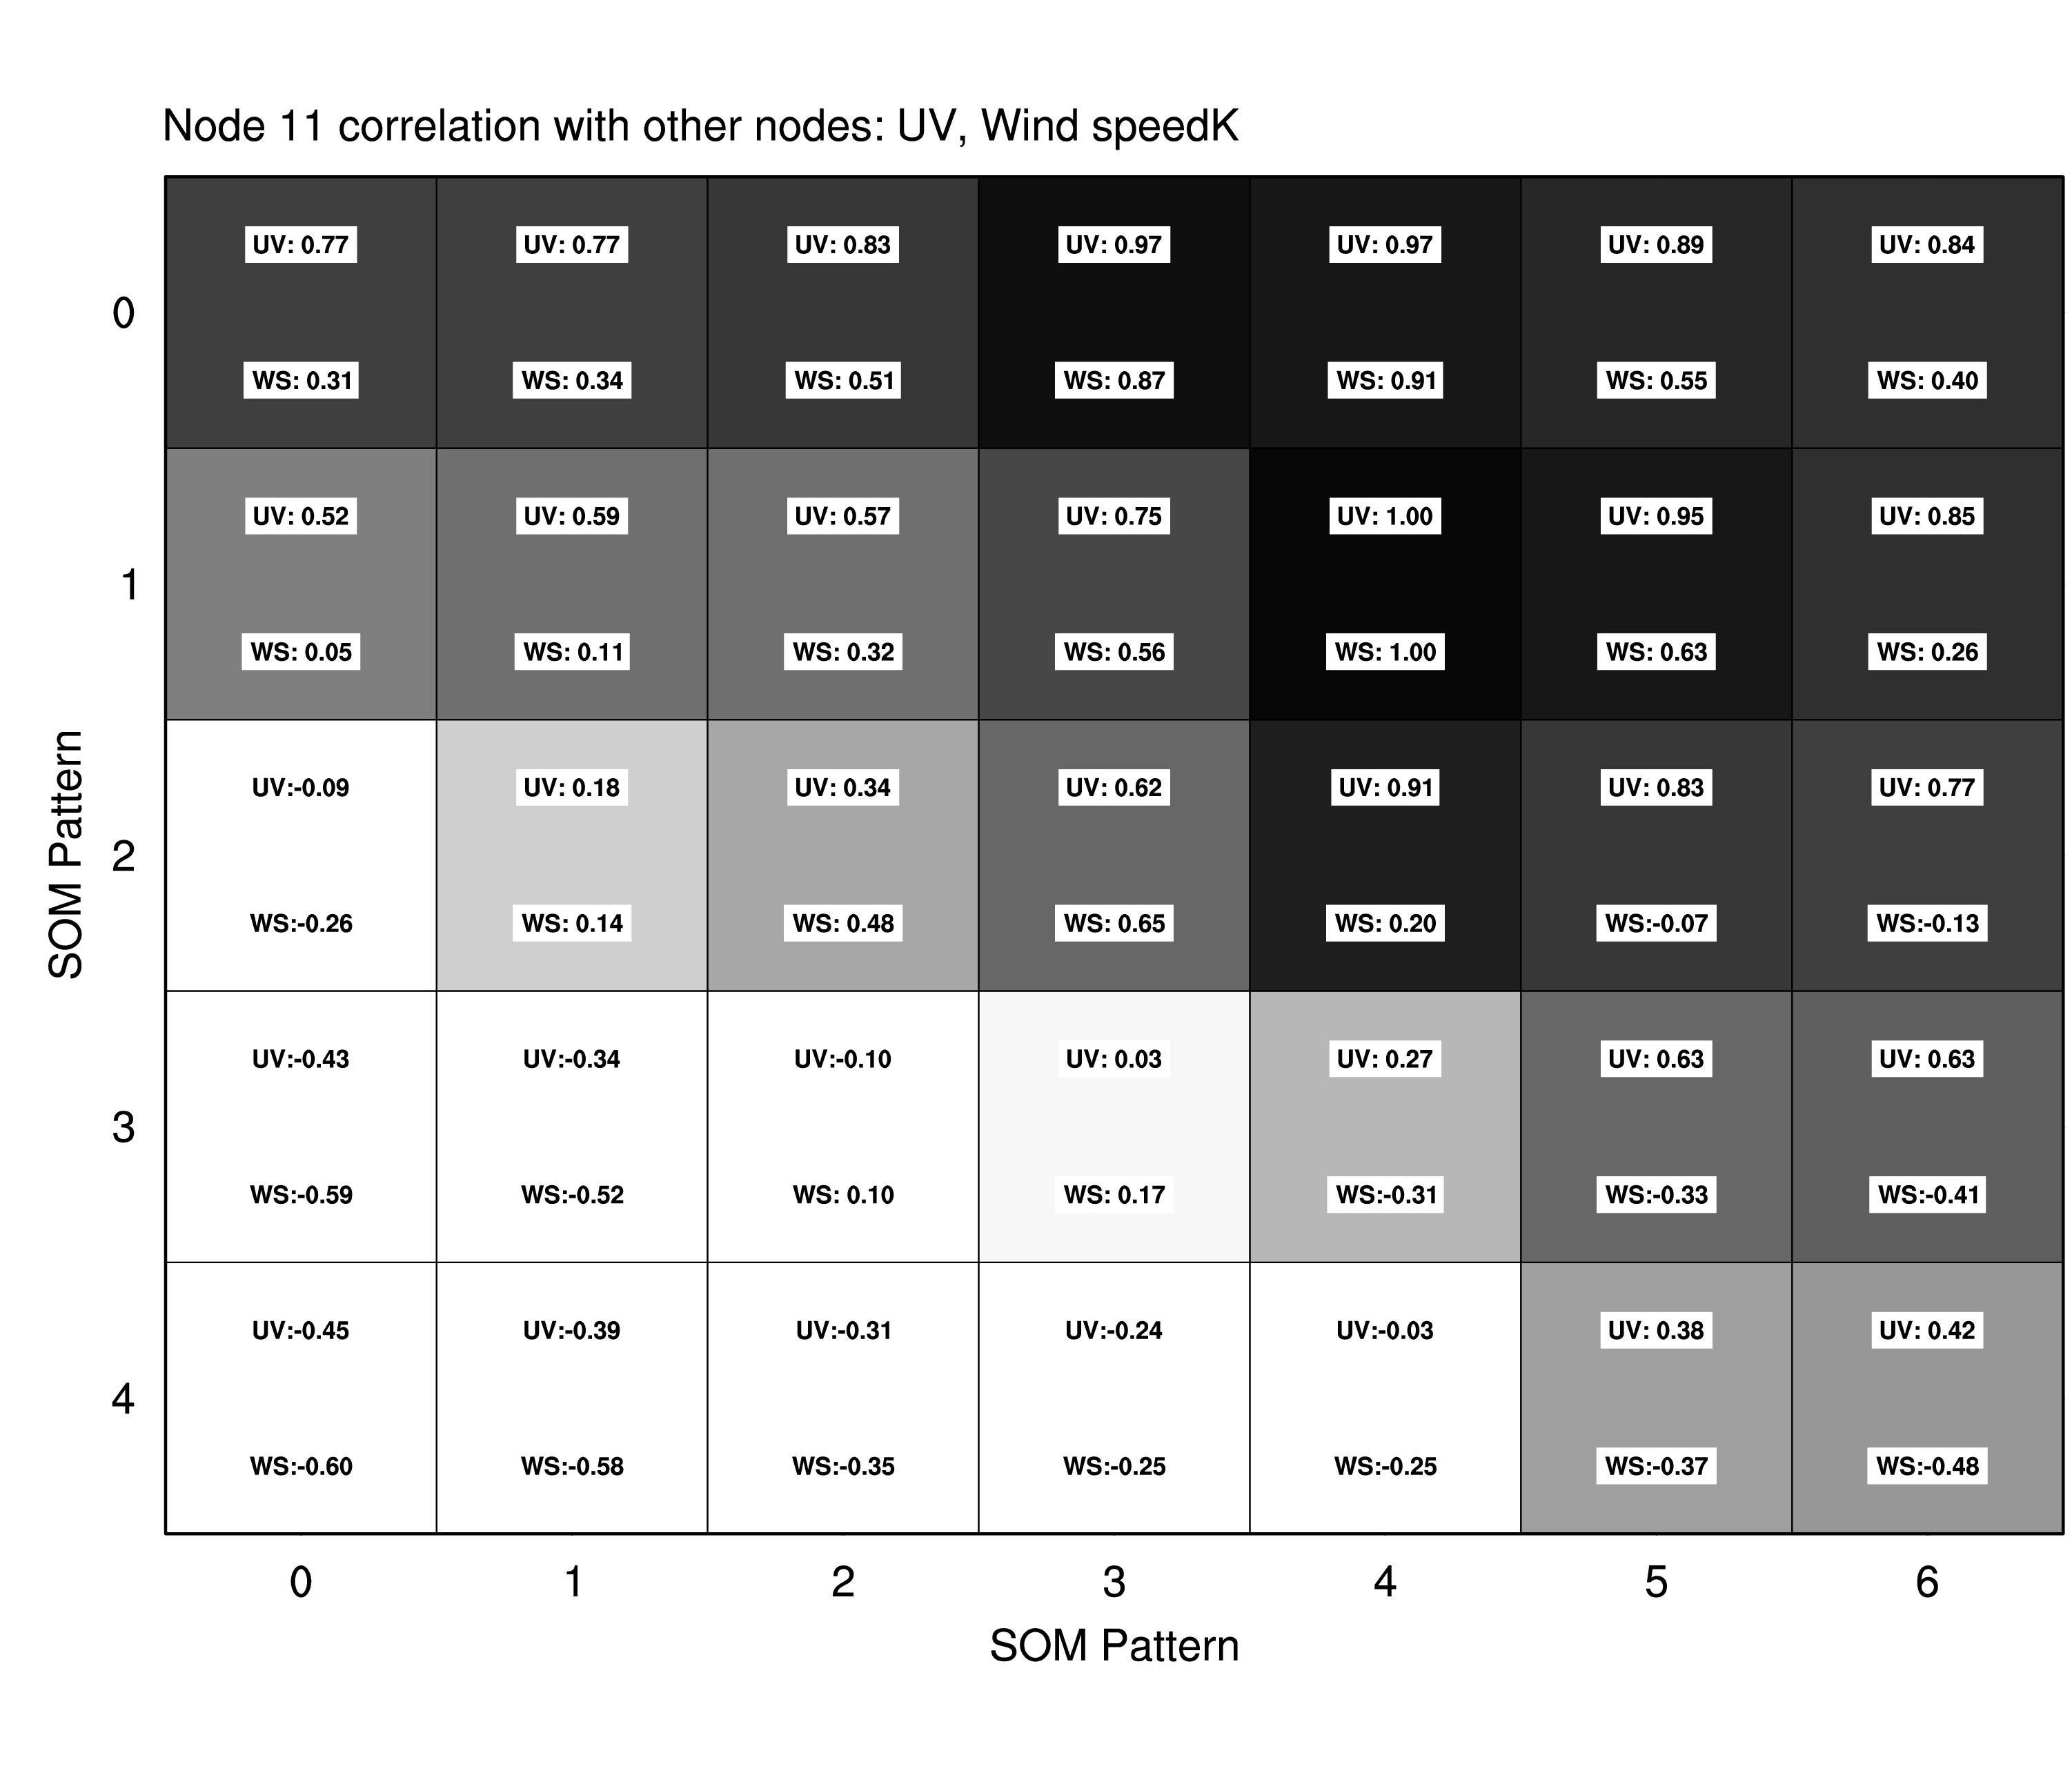 Node 11 correlation with other nodes: UV, Wind speedK
UV: 0.77 UV: 0.77 UV: 0.83 UV: 0.97 UV: 0.97 UV: 0.89 UV: 0.84
0
WS: 0.31 WS: 0.34 WS: 0.51 WS: 0.87 WS: 0.91 WS: 0.55 WS: 0.40
UV: 0.52 UV: 0.59 UV: 0.57 UV: 0.75 UV: 1.00 UV: 0.95 UV: 0.85
1
WS: 0.05 WS: 0.11 WS: 0.32 WS: 0.56 WS: 1.00 WS: 0.63 WS: 0.26
UV:-0.09 UV: 0.18 UV: 0.34 UV: 0.62 UV: 0.91 UV: 0.83 UV: 0.77
2
WS:-0.26 WS: 0.14 WS: 0.48 WS: 0.65 WS: 0.20 WS:-0.07 WS:-0.13
UV:-0.43 UV:-0.34 UV:-0.10 UV: 0.03 UV: 0.27 UV: 0.63 UV: 0.63
3
WS:-0.59 WS:-0.52 WS: 0.10 WS: 0.17 WS:-0.31 WS:-0.33 WS:-0.41
UV:-0.45 UV:-0.39 UV:-0.31 UV:-0.24 UV:-0.03 UV: 0.38 UV: 0.42
4
WS:-0.60 WS:-0.58 WS:-0.35 WS:-0.25 WS:-0.25 WS:-0.37 WS:-0.48
SOM Pattern
0 1 2 3 4 5 6
SOM Pattern